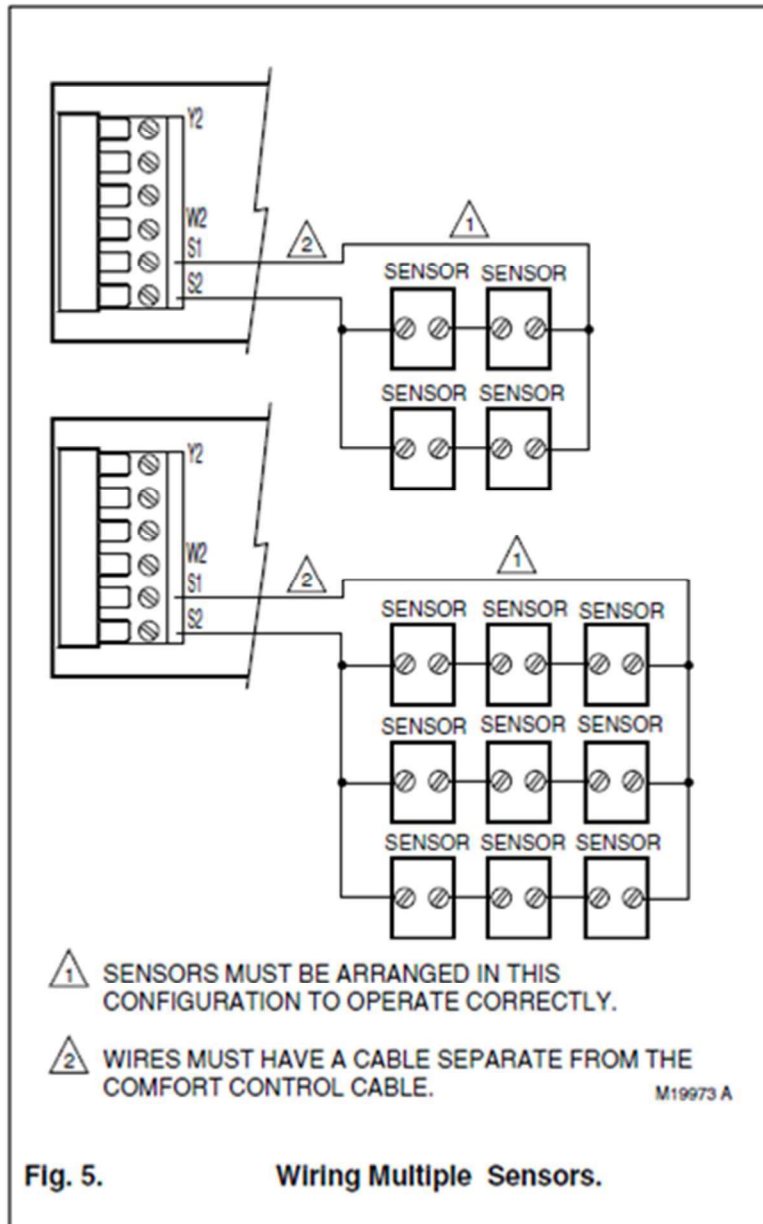 Y2
W2
S1
S2
2
1
SENSOR SENSOR
SENSOR SENSOR
Y2
W2
S1
S2
2
1
SENSOR SENSOR SENSOR
SENSOR SENSOR SENSOR
SENSOR SENSOR SENSOR
1 SENSORS MUST BE ARRANGED IN THIS
CONFIGURATION TO OPERATE CORRECTLY.
2 WIRES MUST HAVE A CABLE SEPARATE FROM THE
COMFORT CONTROL CABLE.
M19973 A
Fig. 5. Wiring Multiple Sensors.